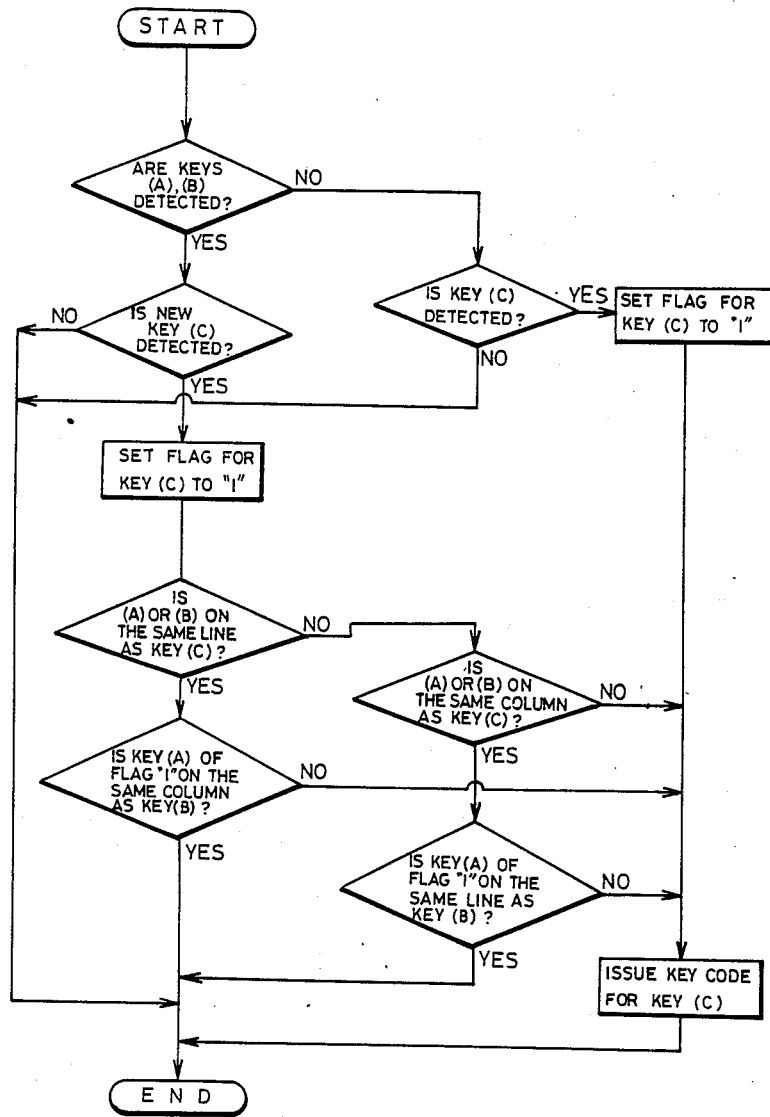 START
ARE KEYS
(A),(B)
DETECTED?
NO
YES
IS NEW
KEY (C)
DETECTED?
NO
YES
IS KEY (C)
DETECTED?
YES
NO
SET FLAG FOR
KEY (C) TO "1"
SET FLAG FOR
KEY (C) TO "1"
IS
(A) OR (B) ON
THE SAME LINE
AS KEY (C) ?
NO
YES
IS
(A) OR (B) ON
THE SAME COLUMN
AS KEY (C) ?
NO
YES
IS KEY (A) OF
FLAG "1" ON THE
SAME COLUMN
AS KEY (B) ?
NO
YES
IS KEY (A) OF
FLAG "1" ON THE
SAME LINE AS
KEY (B) ?
NO
YES
ISSUE KEY CODE
FOR KEY (C)
END